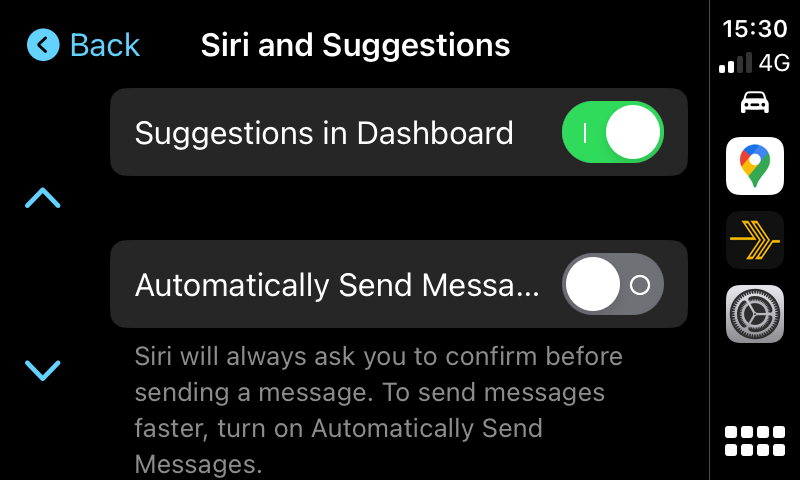 Back
Siri and Suggestions
15:30
4G
Suggestions in Dashboard
Automatically Send Messa...
Siri will always ask you to confirm before
sending a message. To send messages
faster, turn on Automatically Send
Messages.